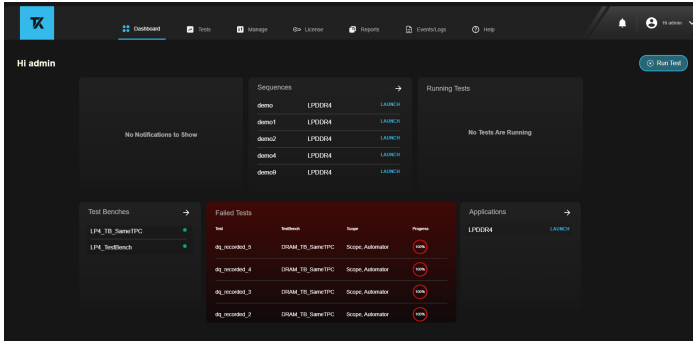 TK
Dashboard Tests Manage License Reports Events/Logs Help Hi admin
Hi admin
Run Test
No Notifications to Show
Sequences
demo LPDDR4 LAUNCH
demo1 LPDDR4 LAUNCH
demo2 LPDDR4 LAUNCH
demo4 LPDDR4 LAUNCH
demo9 LPDDR4 LAUNCH
Running Tests
No Tests Are Running
Test Benches
LP4_TB_SameTPC
LP4_TestBench
Failed Tests
Test TestBench Scope Progress
dq_recorded_5 DRAM_TB_SameTPC Scope, Automator 100%
dq_recorded_4 DRAM_TB_SameTPC Scope, Automator 100%
dq_recorded_3 DRAM_TB_SameTPC Scope, Automator 100%
dq_recorded_2 DRAM_TB_SameTPC Scope, Automator 100%
Applications
LPDDR4 LAUNCH